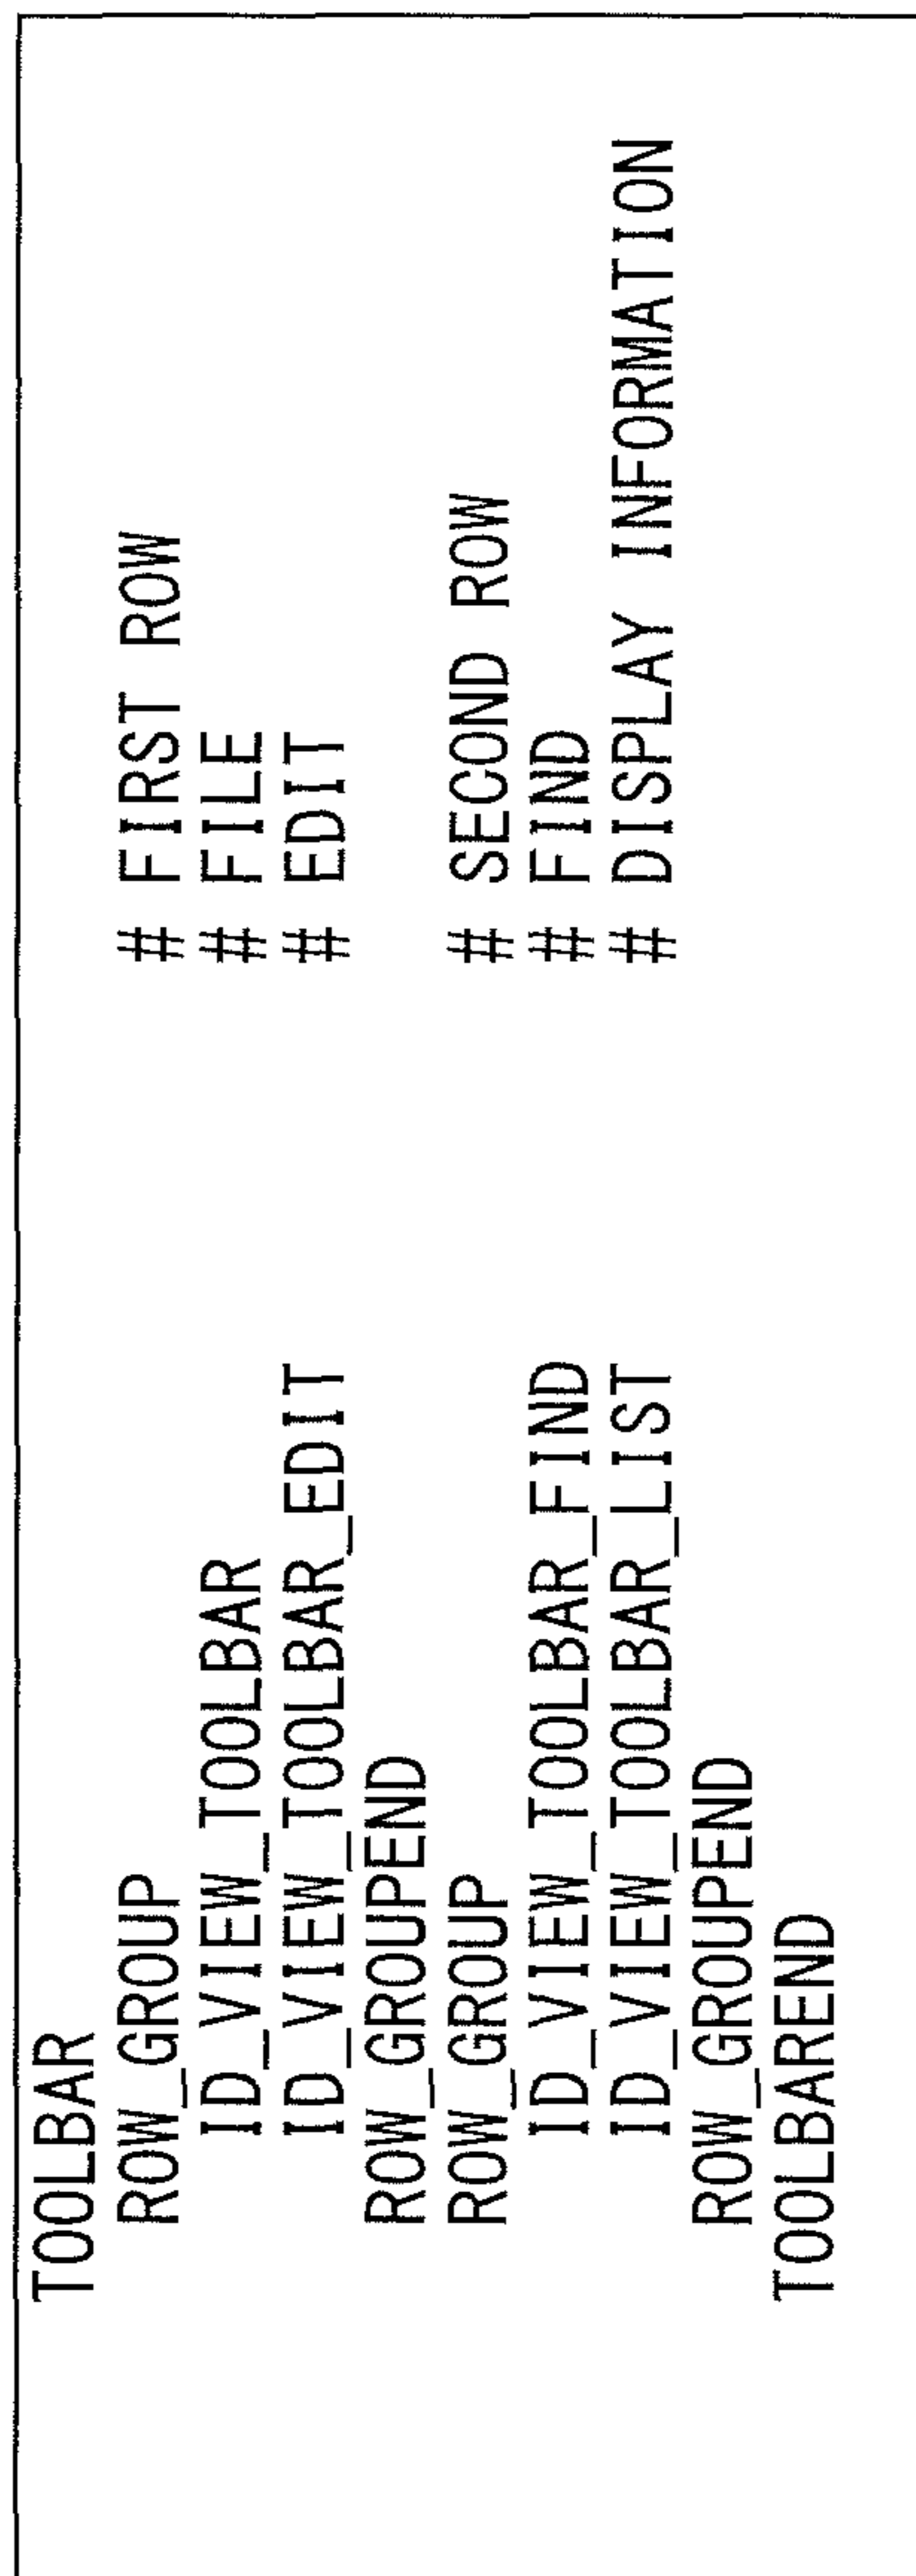 TOOLBAR
ROW_GROUP # FIRST ROW
ID_VIEW_TOOLBAR # FILE
ID_VIEW_TOOLBAR_EDIT # EDIT
ROW_GROUPEND
ROW_GROUP # SECOND ROW
ID_VIEW_TOOLBAR_FIND # FIND
ID_VIEW_TOOLBAR_LIST # DISPLAY INFORMATION
ROW_GROUPEND
TOOLBAREND